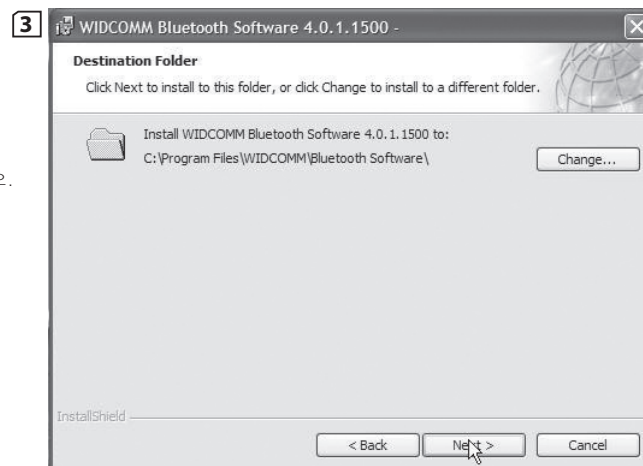 3
WIDCOMM Bluetooth Software 4.0.1.1500 -
Destination Folder
Click Next to install to this folder, or click Change to install to a different folder.
Install WIDCOMM Bluetooth Software 4.0.1.1500 to:
C:\Program Files\WIDCOMM\Bluetooth Software\
Change...
InstallShield
< Back
Next >
Cancel